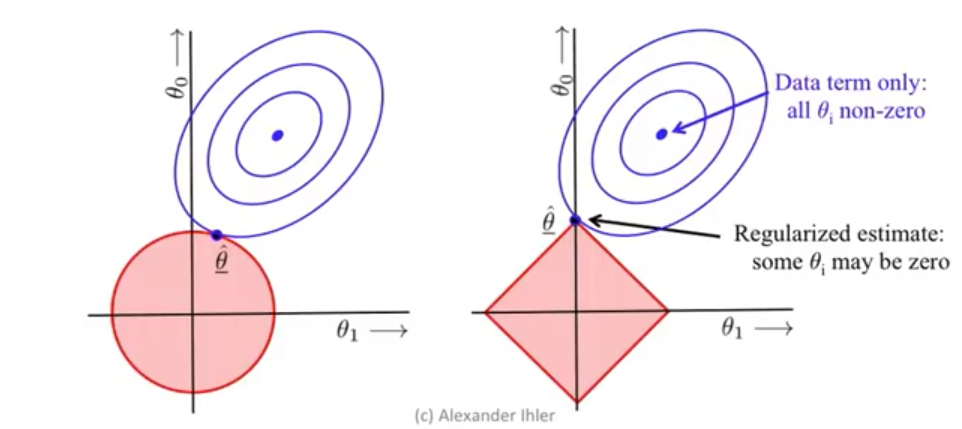 θ₀ ⟶
θ̂
θ₁ ⟶
θ₀ ⟶
Data term only:
all θᵢ non-zero
θ̂
Regularized estimate:
some θᵢ may be zero
θ₁ ⟶
(c) Alexander Ihler